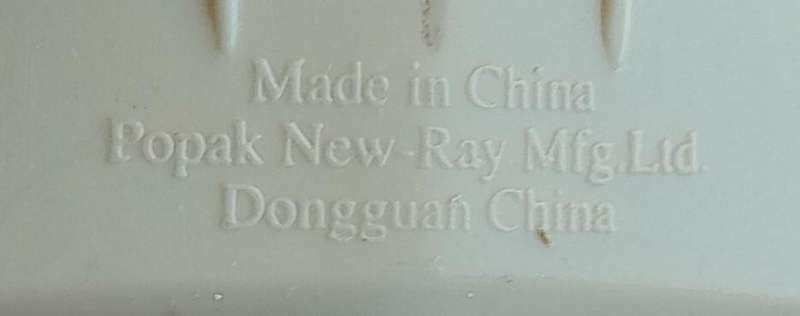 Made in China
Popak New-Ray Mfg.Ltd.
Dongguan China